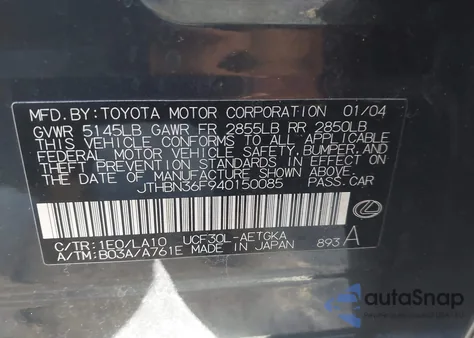 MFD. BY: TOYOTA MOTOR CORPORATION 01/04
GVWR 5145LB GAWR FR 2855LB RR 2850LB
THIS VEHICLE CONFORMS TO ALL APPLICABLE
FEDERAL MOTOR VEHICLE SAFETY, BUMPER, AND
THEFT PREVENTION STANDARDS IN EFFECT ON
THE DATE OF MANUFACTURE SHOWN ABOVE.
JTHBN36F940150085 PASS.CAR
C/TR: 1E0/LA10 UCF30L-AETGKA
A/TM: B03A/A761E MADE IN JAPAN 893 A
autoSnap